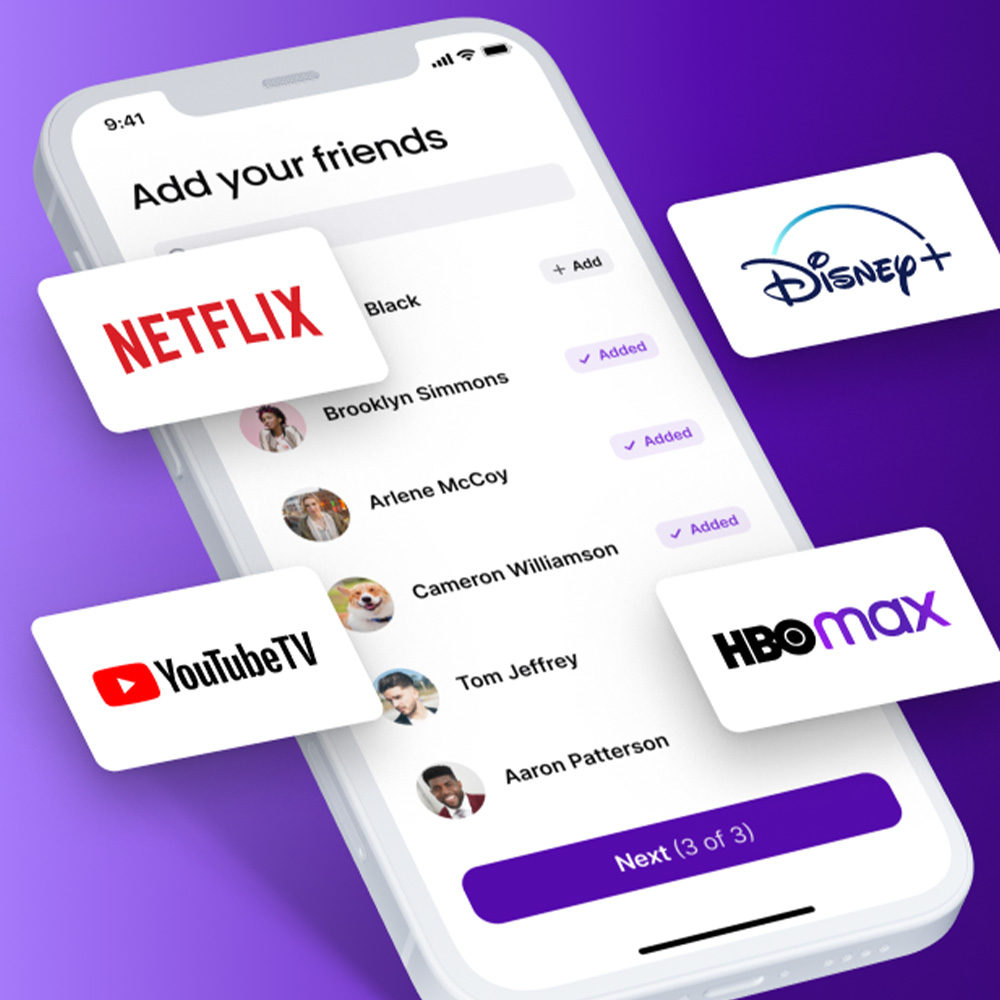 9:41
Add your friends
NETFLIX
Black
+ Add
Disney+
Brooklyn Simmons
Added
Arlene McCoy
Added
Cameron Williamson
Added
YouTubeTV
HBOmax
Tom Jeffrey
Aaron Patterson
Next (3 of 3)